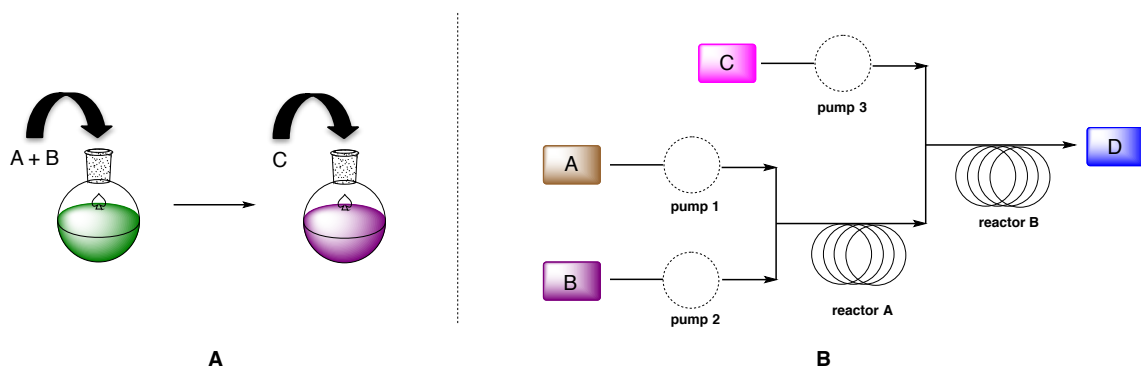 A + B
C
A
C
pump 3
A
pump 1
B
pump 2
reactor A
reactor B
D
B